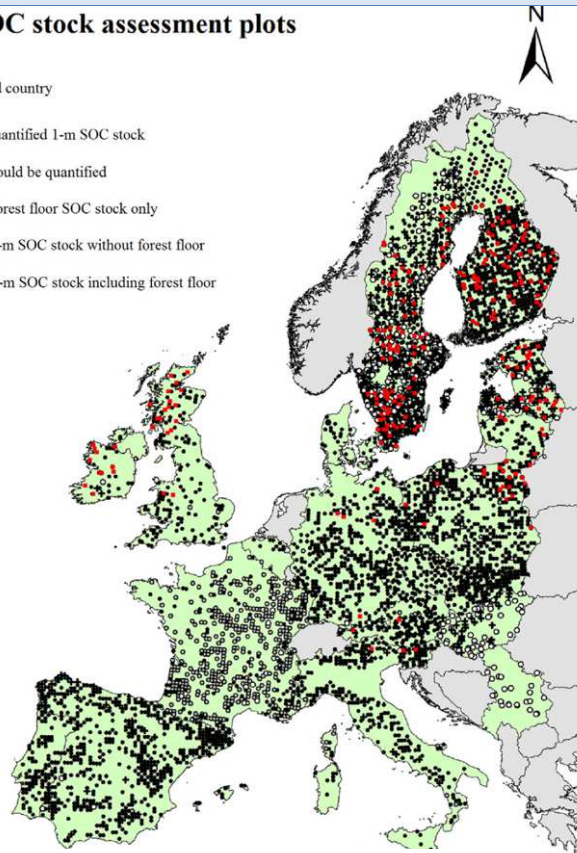 OC stock assessment plots
N
d country
uantified 1-m SOC stock
ould be quantified
orest floor SOC stock only
-m SOC stock without forest floor
-m SOC stock including forest floor